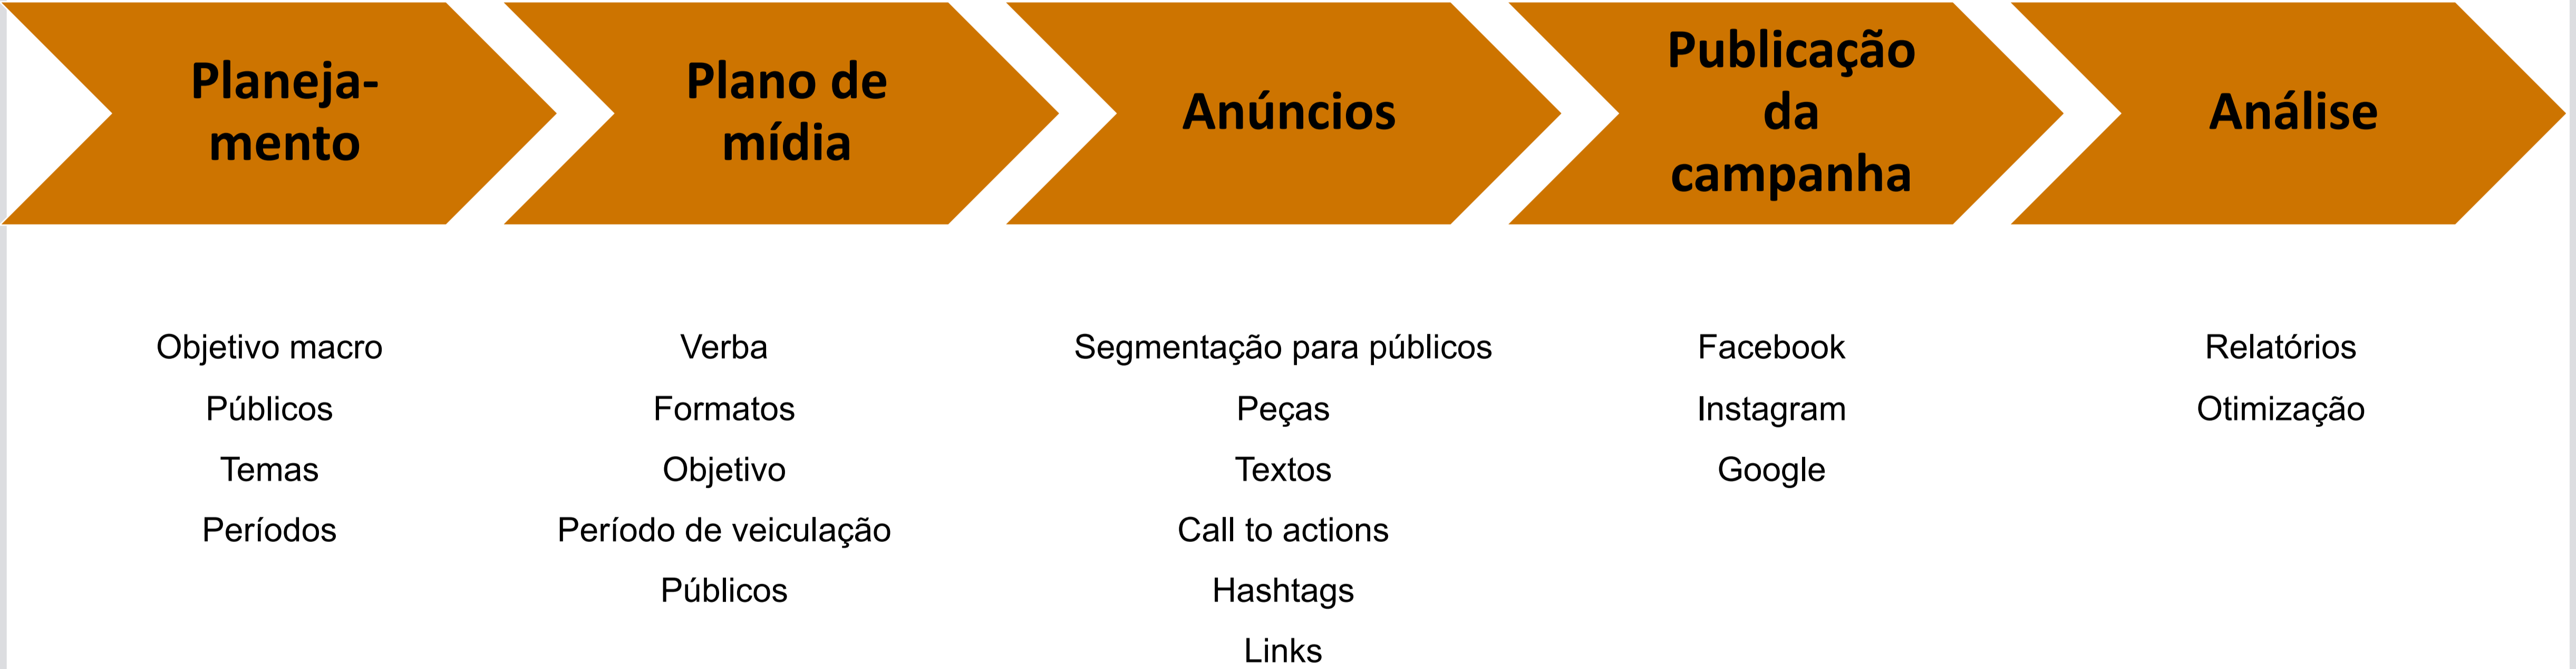 Planeja-
mento
Plano de
mídia
Anúncios
Publicação
da
campanha
Análise
Objetivo macro
Públicos
Temas
Períodos
Verba
Formatos
Objetivo
Período de veiculação
Públicos
Segmentação para públicos
Peças
Textos
Call to actions
Hashtags
Links
Facebook
Instagram
Google
Relatórios
Otimização